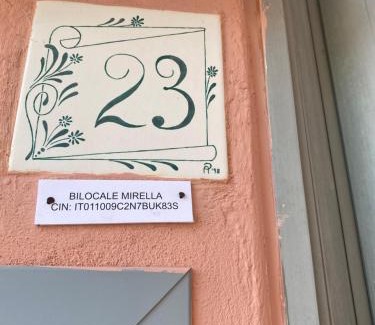 23
BILOCALE MIRELLA
CIN: IT011009C2N7BUK83S